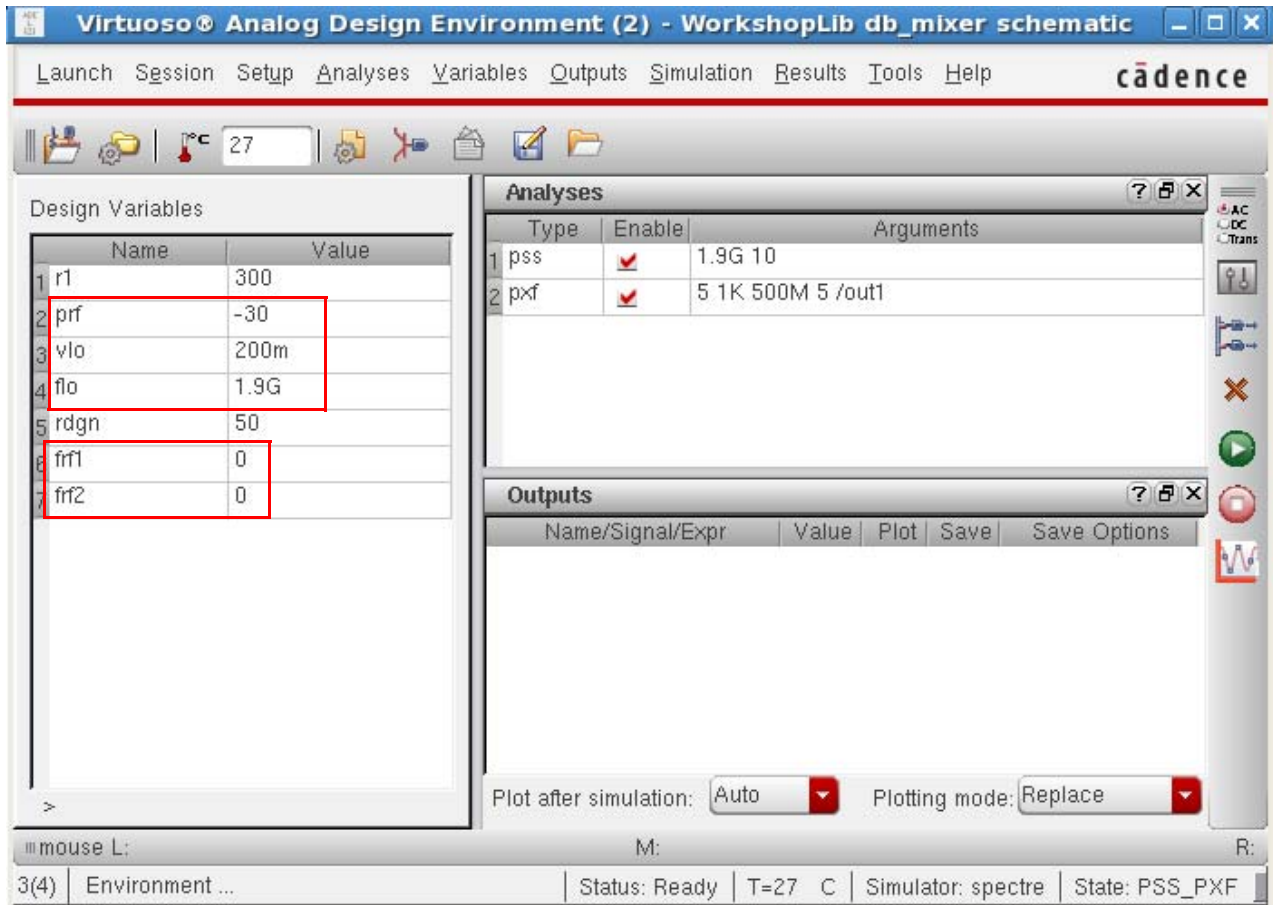 Virtuoso® Analog Design Environment (2) - WorkshopLib db_mixer schematic
Launch Session Setup Analyses Variables Outputs Simulation Results Tools Help cādence
°C 27
Design Variables
Name Value
1 r1 300
2 prf -30
3 vlo 200m
4 flo 1.9G
5 rdgn 50
6 frf1 0
7 frf2 0
>
Analyses
Type Enable Arguments
1 pss 1.9G 10
2 pxf 5 1K 500M 5 /out1
AC
DC
Trans
Outputs
Name/Signal/Expr Value Plot Save Save Options
Plot after simulation: Auto Plotting mode: Replace
mouse L: M: R:
3(4) Environment ... Status: Ready T=27 C Simulator: spectre State: PSS_PXF